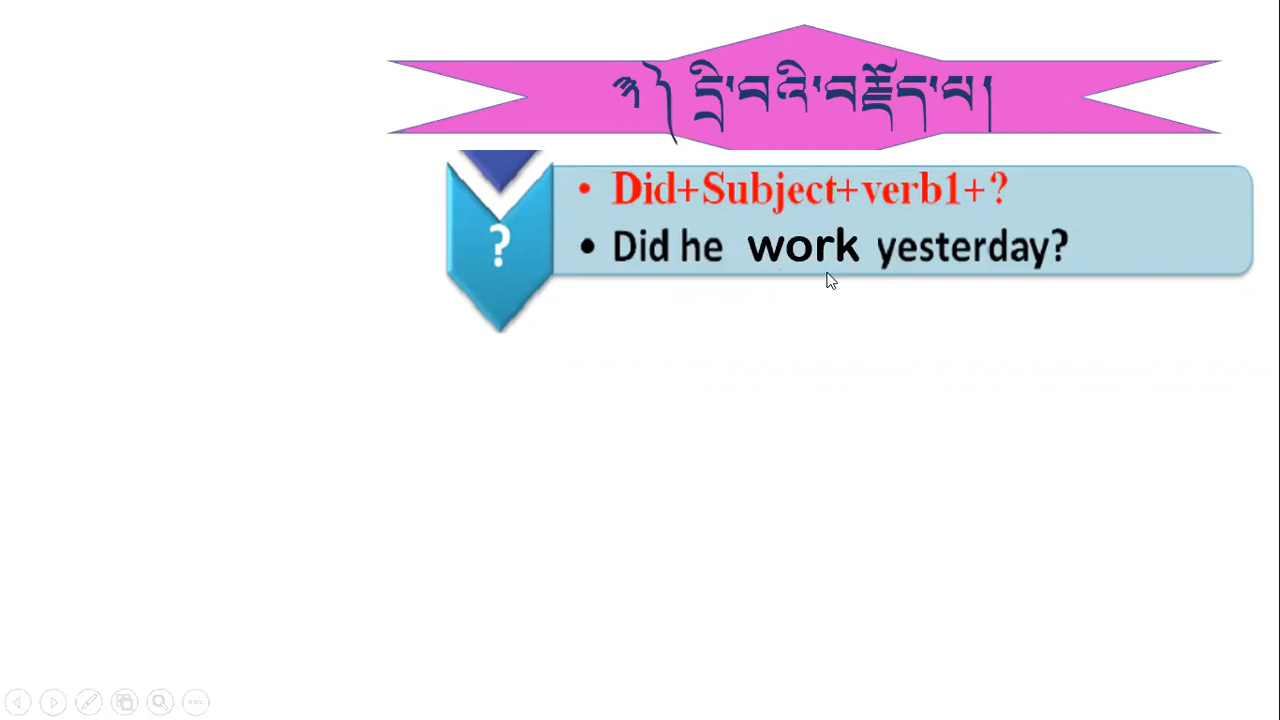 ༣༽ དྲི་བའི་བརྗོད་པ།
• Did+Subject+verb1+?
?
• Did he work yesterday?